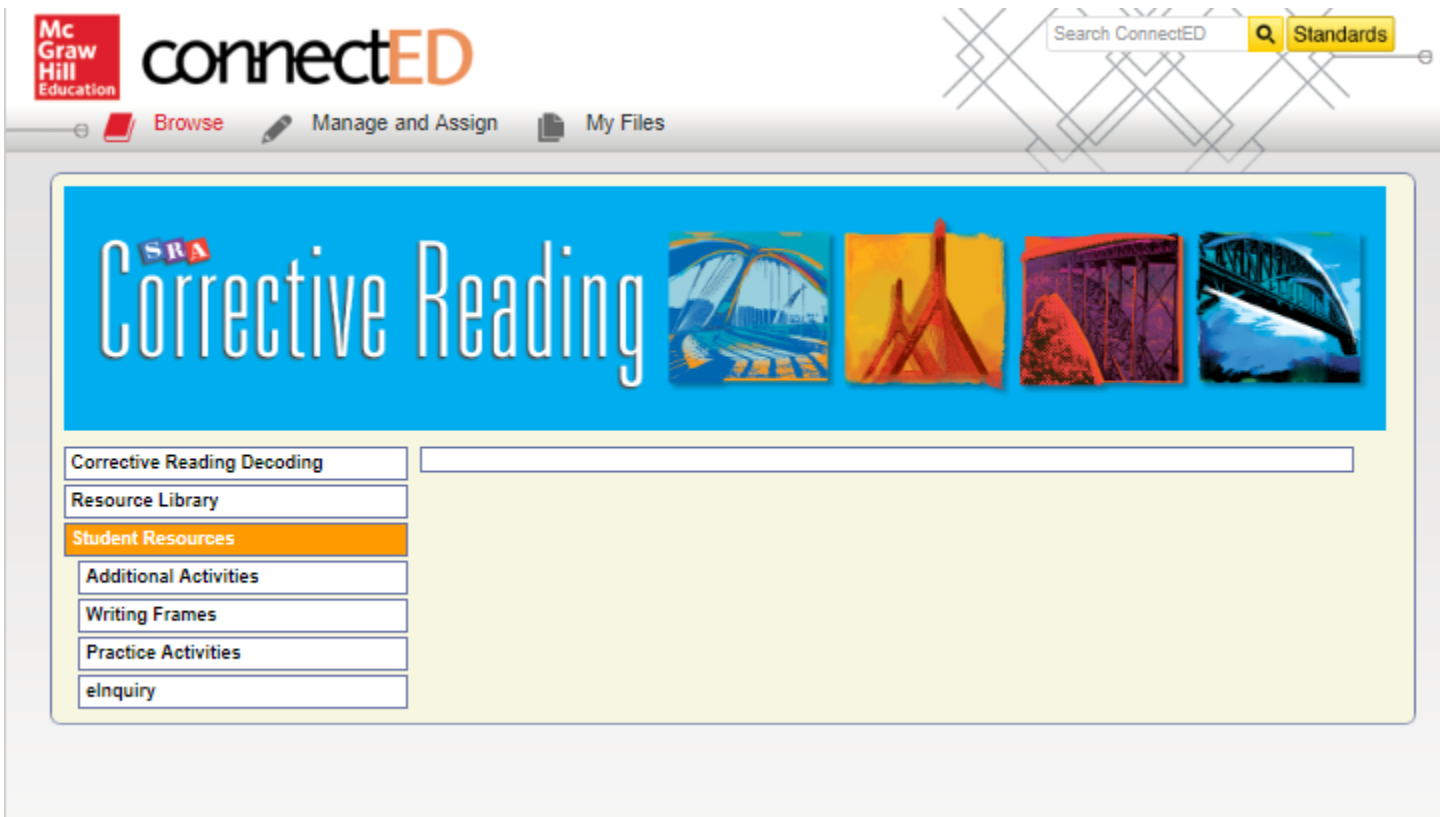 Mc
Graw
Hill
Education
connectED
Search ConnectED
Standards
Browse
Manage and Assign
My Files
SRA
Corrective Reading
Corrective Reading Decoding
Resource Library
Student Resources
Additional Activities
Writing Frames
Practice Activities
eInquiry